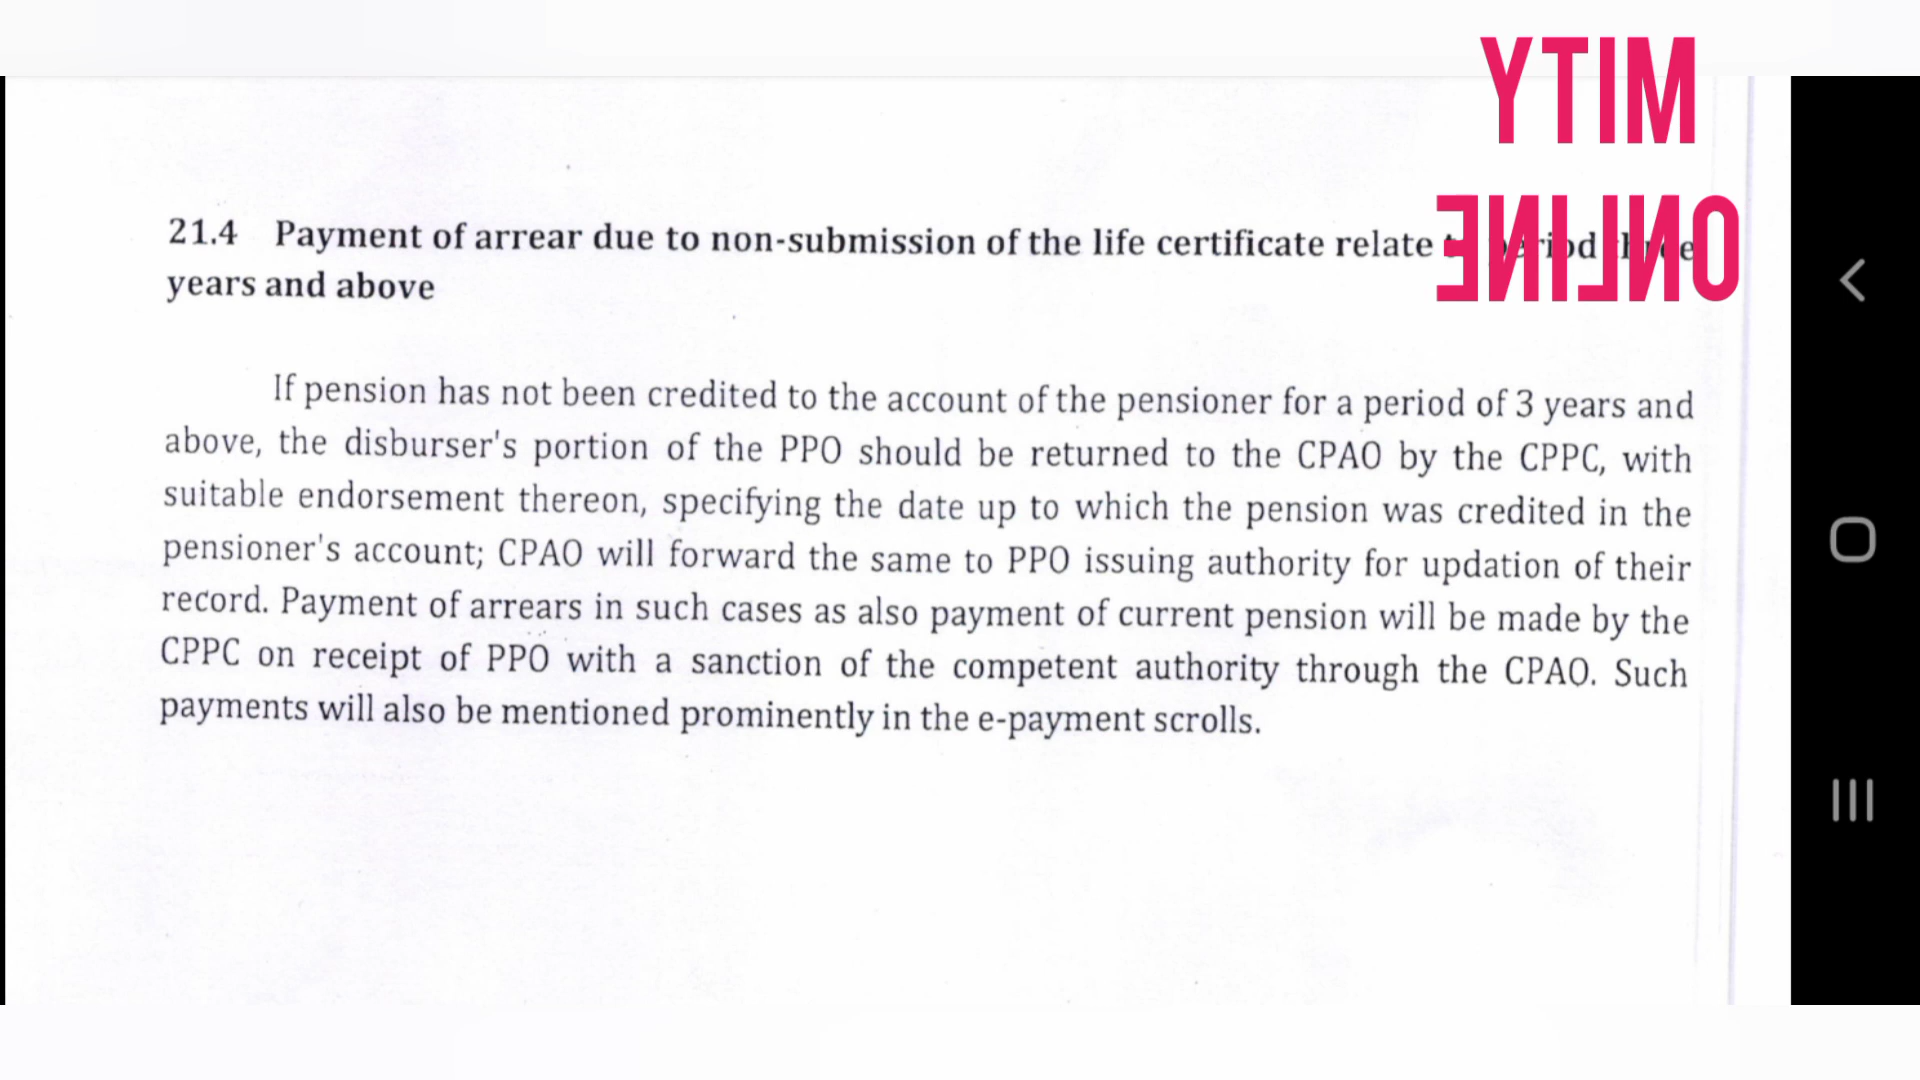 YTIM
ONLINE
21.4 Payment of arrear due to non-submission of the life certificate relate to period three
years and above
If pension has not been credited to the account of the pensioner for a period of 3 years and
above, the disburser's portion of the PPO should be returned to the CPAO by the CPPC, with
suitable endorsement thereon, specifying the date up to which the pension was credited in the
pensioner's account; CPAO will forward the same to PPO issuing authority for updation of their
record. Payment of arrears in such cases as also payment of current pension will be made by the
CPPC on receipt of PPO with a sanction of the competent authority through the CPAO. Such
payments will also be mentioned prominently in the e-payment scrolls.